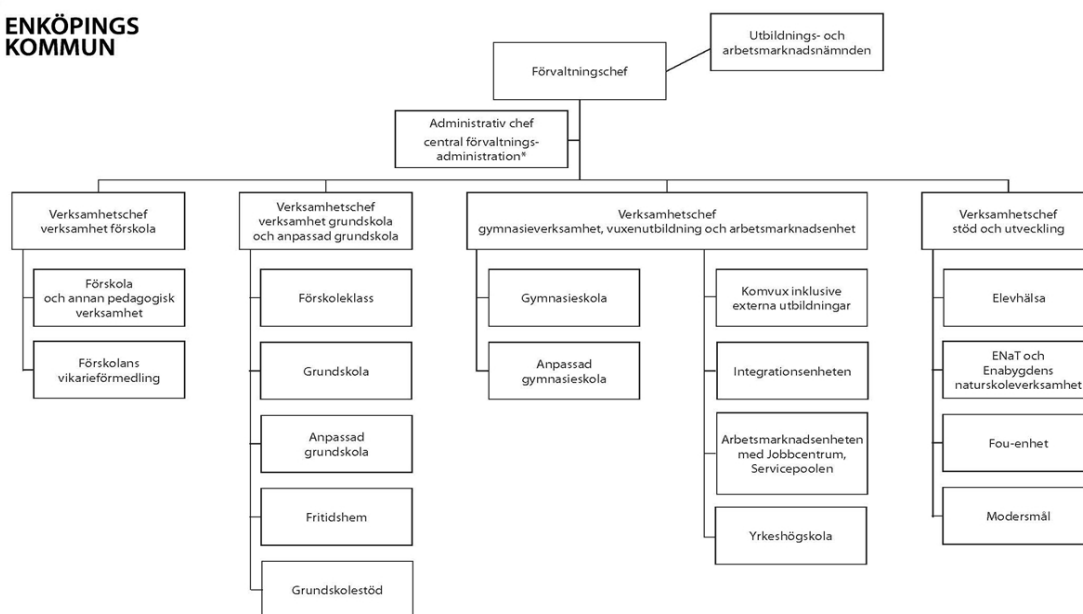 ENKÖPINGS
KOMMUN
Utbildnings- och
arbetsmarknadsnämnden
Förvaltningschef
Administrativ chef
central förvaltnings-
administration*
Verksamhetschef
verksamhet förskola
Verksamhetschef
verksamhet grundskola
och anpassad grundskola
Verksamhetschef
gymnasieverksamhet, vuxenutbildning och arbetsmarknadsenhet
Verksamhetschef
stöd och utveckling
Förskola
och annan pedagogisk
verksamhet
Förskolans
vikarieförmedling
Förskoleklass
Grundskola
Anpassad
grundskola
Fritidshem
Grundskolestöd
Gymnasieskola
Anpassad
gymnasieskola
Komvux inklusive
externa utbildningar
Integrationsenheten
Arbetsmarknadsenheten
med Jobbcentrum,
Servicepoolen
Yrkeshögskola
Elevhälsa
ENaT och
Enabygdens
naturskoleverksamhet
Fou-enhet
Modersmål